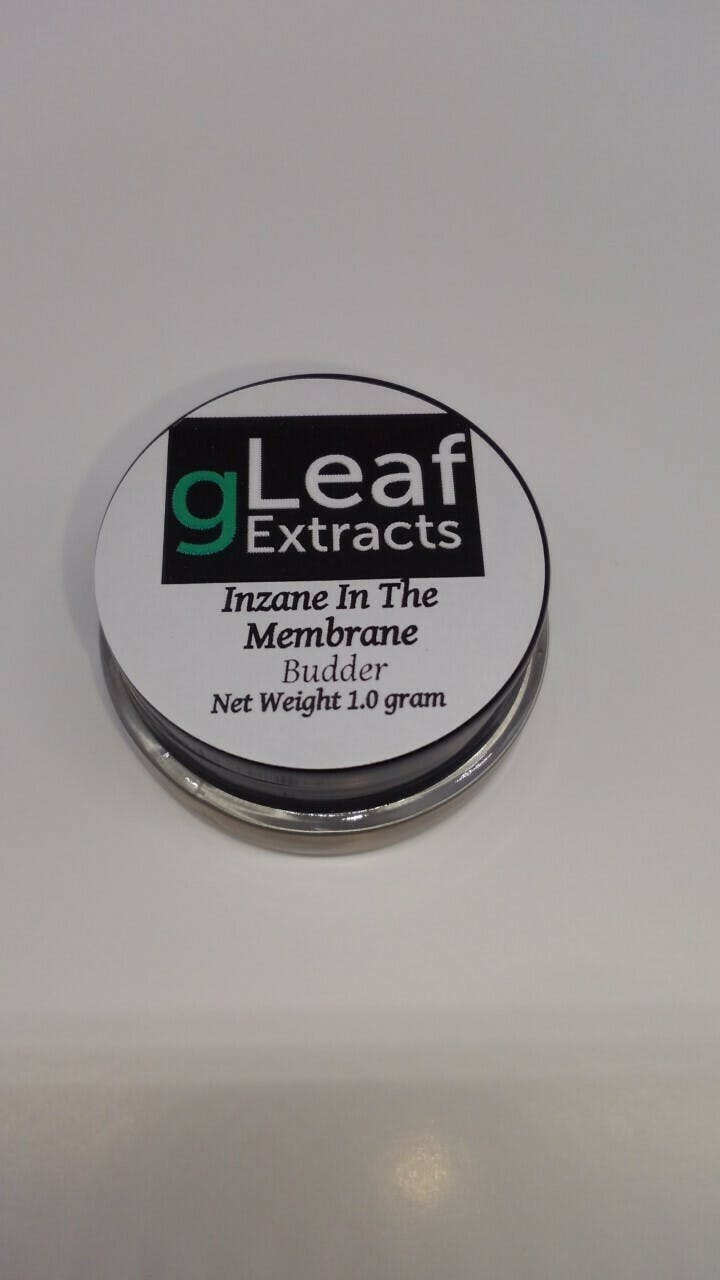 gLeaf
Extracts
Inzane In The
Membrane
Budder
Net Weight 1.0 gram